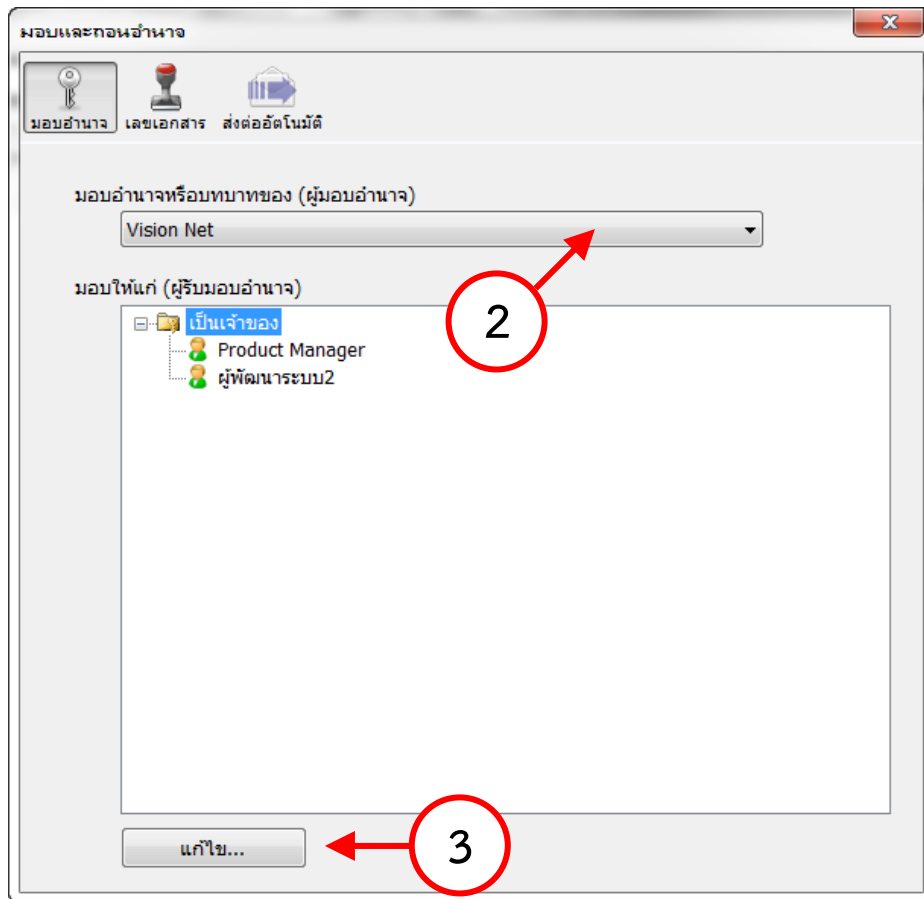 มอบและถอนอำนาจ
มอบอำนาจ เลขเอกสาร ส่งต่ออัตโนมัติ
มอบอำนาจหรือบทบาทของ (ผู้มอบอำนาจ)
Vision Net
2
มอบให้แก่ (ผู้รับมอบอำนาจ)
เป็นเจ้าของ
Product Manager
ผู้พัฒนาระบบ2
แก้ไข...
3